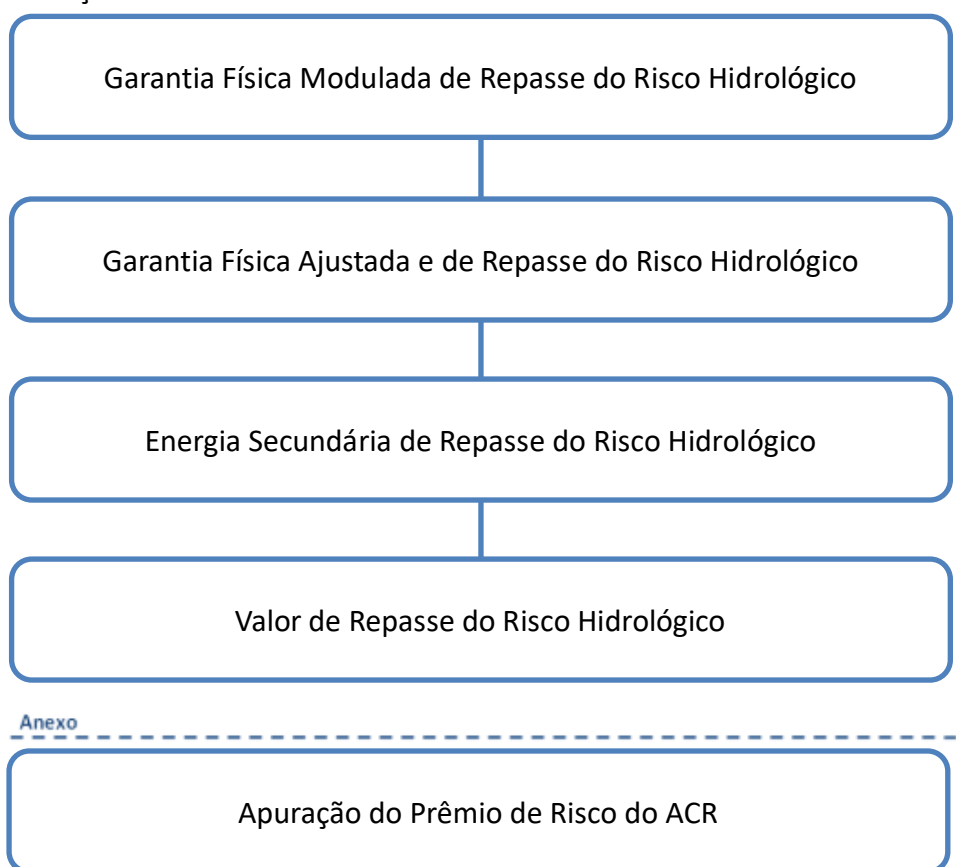 Garantia Física Modulada de Repasse do Risco Hidrológico
Garantia Física Ajustada e de Repasse do Risco Hidrológico
Energia Secundária de Repasse do Risco Hidrológico
Valor de Repasse do Risco Hidrológico
Anexo
Apuração do Prêmio de Risco do ACR